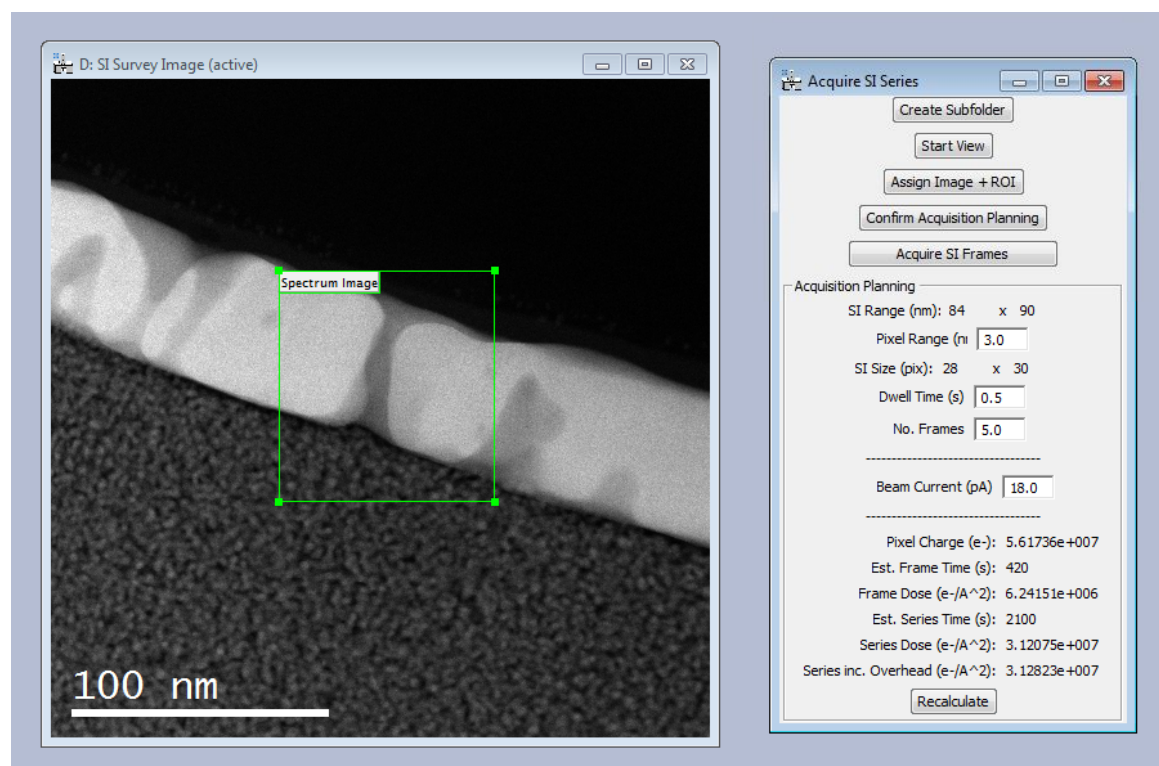 D: SI Survey Image (active)
Spectrum Image
100 nm
Acquire SI Series
Create Subfolder
Start View
Assign Image + ROI
Confirm Acquisition Planning
Acquire SI Frames
Acquisition Planning
SI Range (nm): 84 x 90
Pixel Range (n 3.0
SI Size (pix): 28 x 30
Dwell Time (s) 0.5
No. Frames 5.0
----------------------------------
Beam Current (pA) 18.0
----------------------------------
Pixel Charge (e-): 5.61736e+007
Est. Frame Time (s): 420
Frame Dose (e-/A^2): 6.24151e+006
Est. Series Time (s): 2100
Series Dose (e-/A^2): 3.12075e+007
Series inc. Overhead (e-/A^2): 3.12823e+007
Recalculate